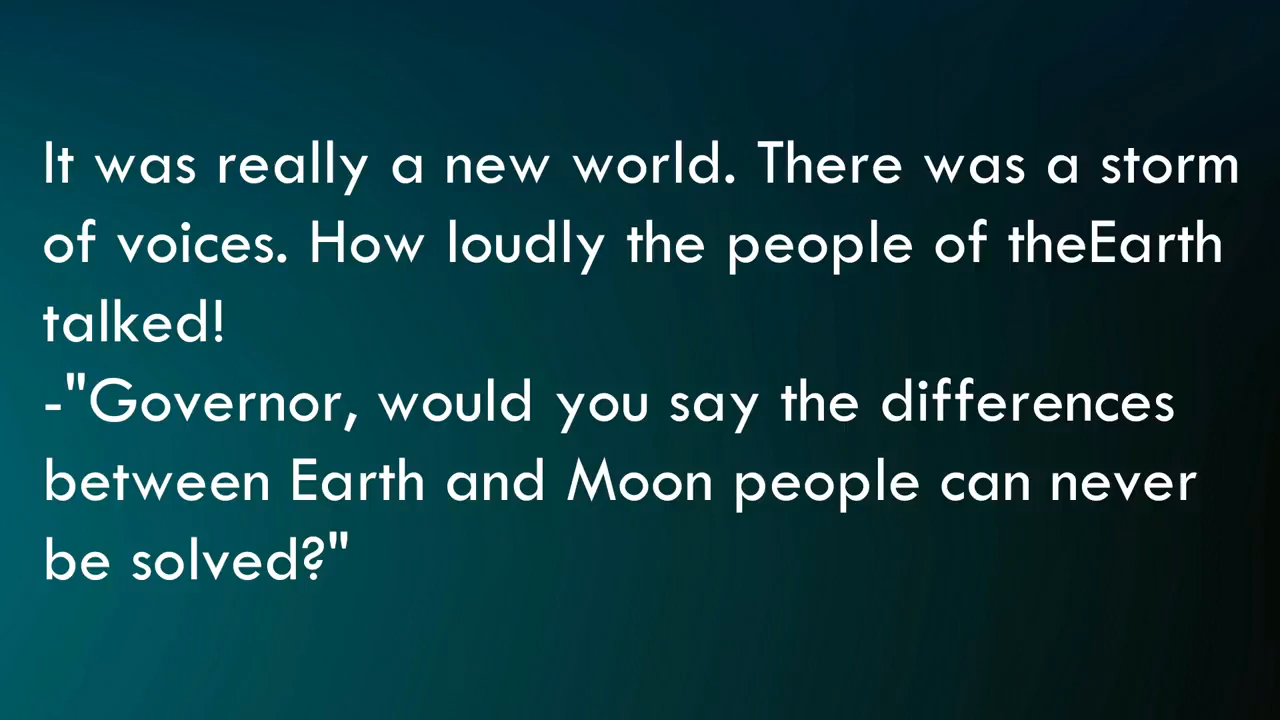 It was really a new world. There was a storm
of voices. How loudly the people of theEarth
talked!
-"Governor, would you say the differences
between Earth and Moon people can never
be solved?"